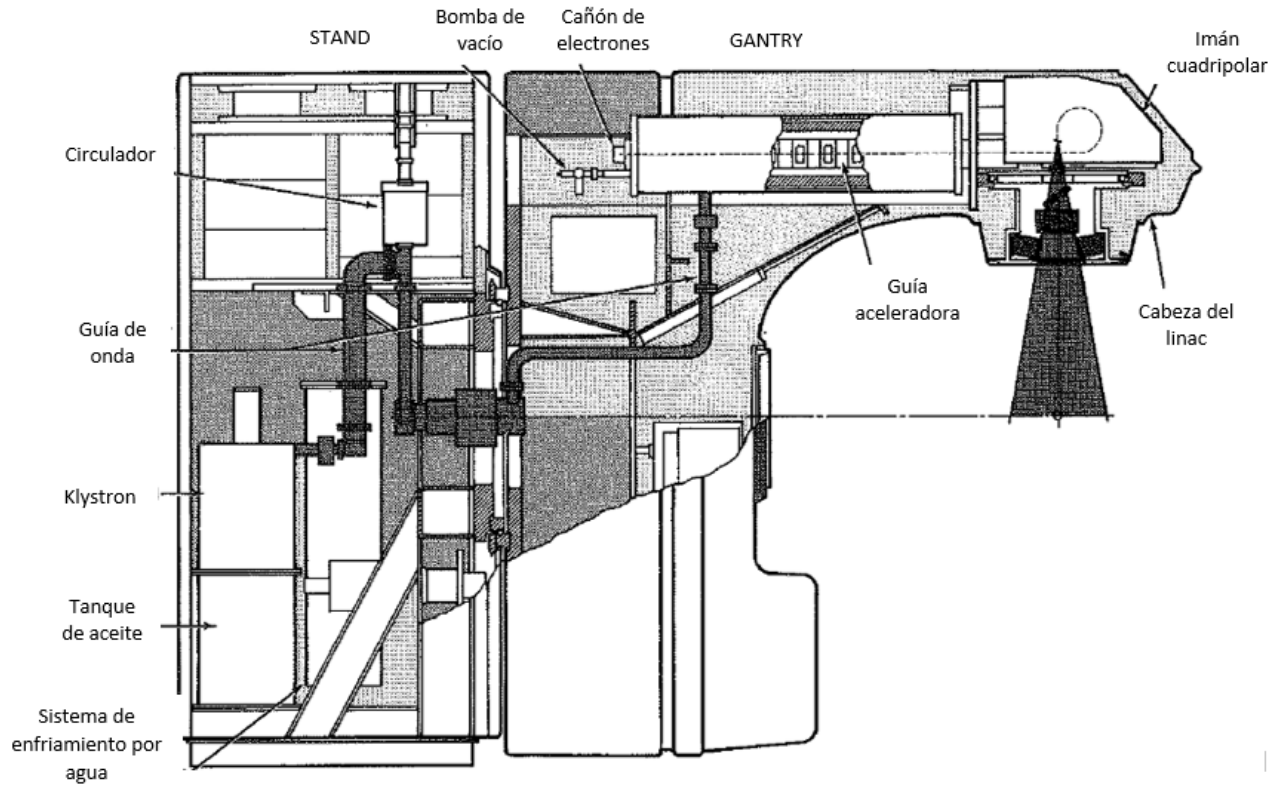 STAND
Bomba de
vacío
Cañón de
electrones
GANTRY
Imán
cuadripolar
Circulador
Guía de
onda
Guía
aceleradora
Cabeza del
linac
Klystron
Tanque
de aceite
Sistema de
enfriamiento por
agua